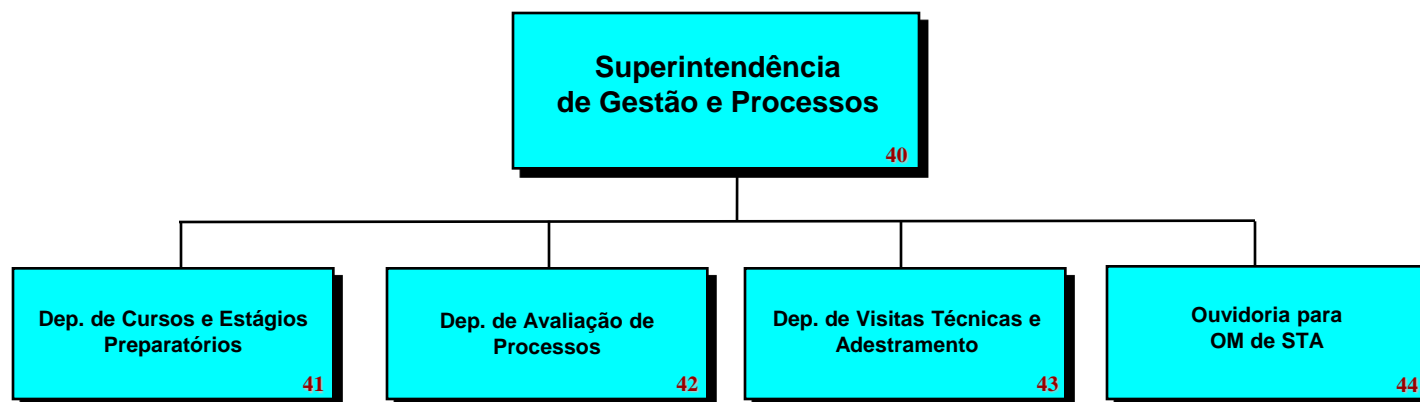 Superintendência
de Gestão e Processos
40
Dep. de Cursos e Estágios
Preparatórios
41
Dep. de Avaliação de
Processos
42
Dep. de Visitas Técnicas e
Adestramento
43
Ouvidoria para
OM de STA
44